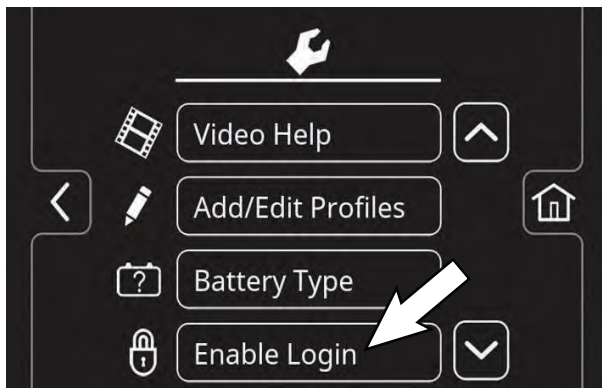 Video Help
Add/Edit Profiles
?
Battery Type
Enable Login